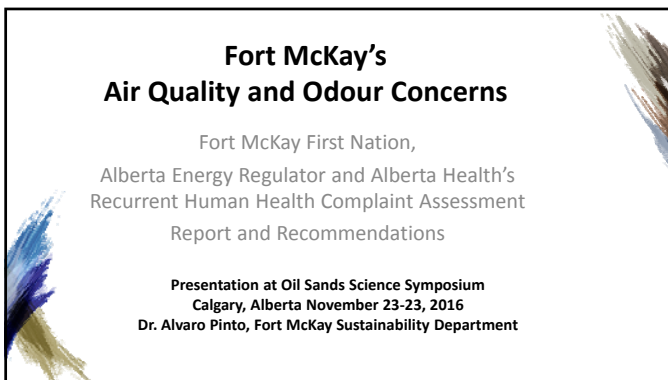 Fort McKay’s
Air Quality and Odour Concerns
Fort McKay First Nation,
Alberta Energy Regulator and Alberta Health’s
Recurrent Human Health Complaint Assessment
Report and Recommendations
Presentation at Oil Sands Science Symposium
Calgary, Alberta November 23-23, 2016
Dr. Alvaro Pinto, Fort McKay Sustainability Department